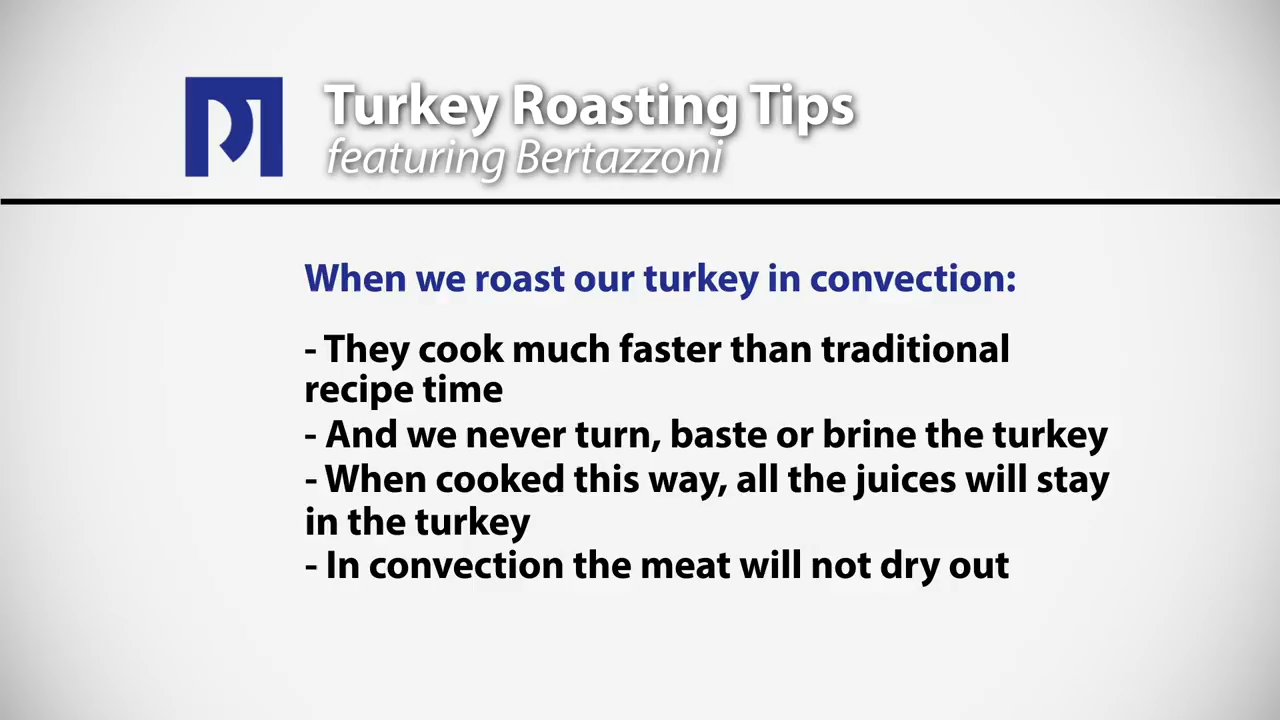 Turkey Roasting Tips
featuring Bertazzoni
When we roast our turkey in convection:
- They cook much faster than traditional
recipe time
- And we never turn, baste or brine the turkey
- When cooked this way, all the juices will stay
in the turkey
- In convection the meat will not dry out